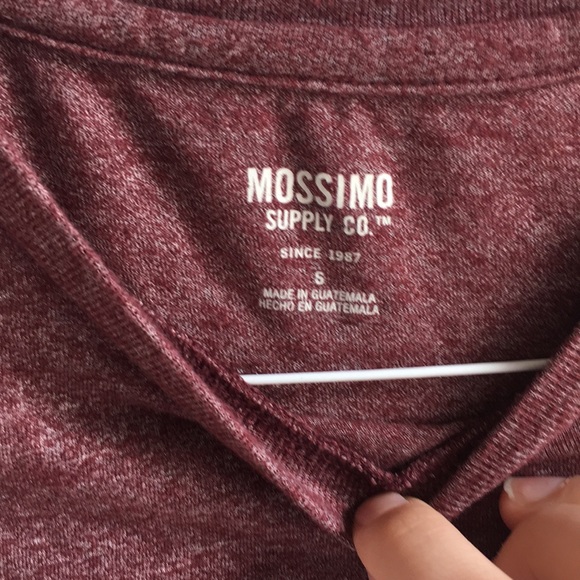 MOSSIMO
SUPPLY CO.™
SINCE 1987
S
MADE IN GUATEMALA
HECHO EN GUATEMALA